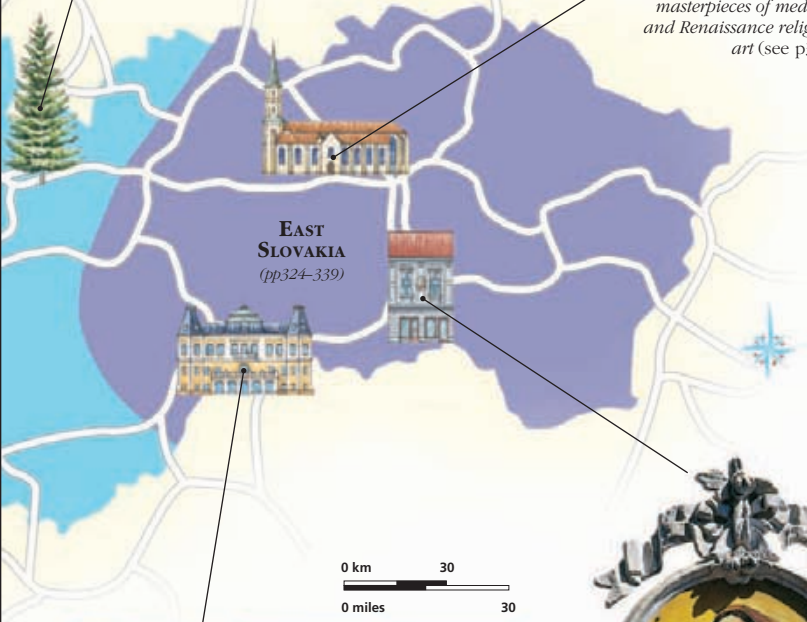 masterpieces of med
and Renaissance relig
art (see p
EAST
SLOVAKIA
(pp324–339)
0 km 30
0 miles 30